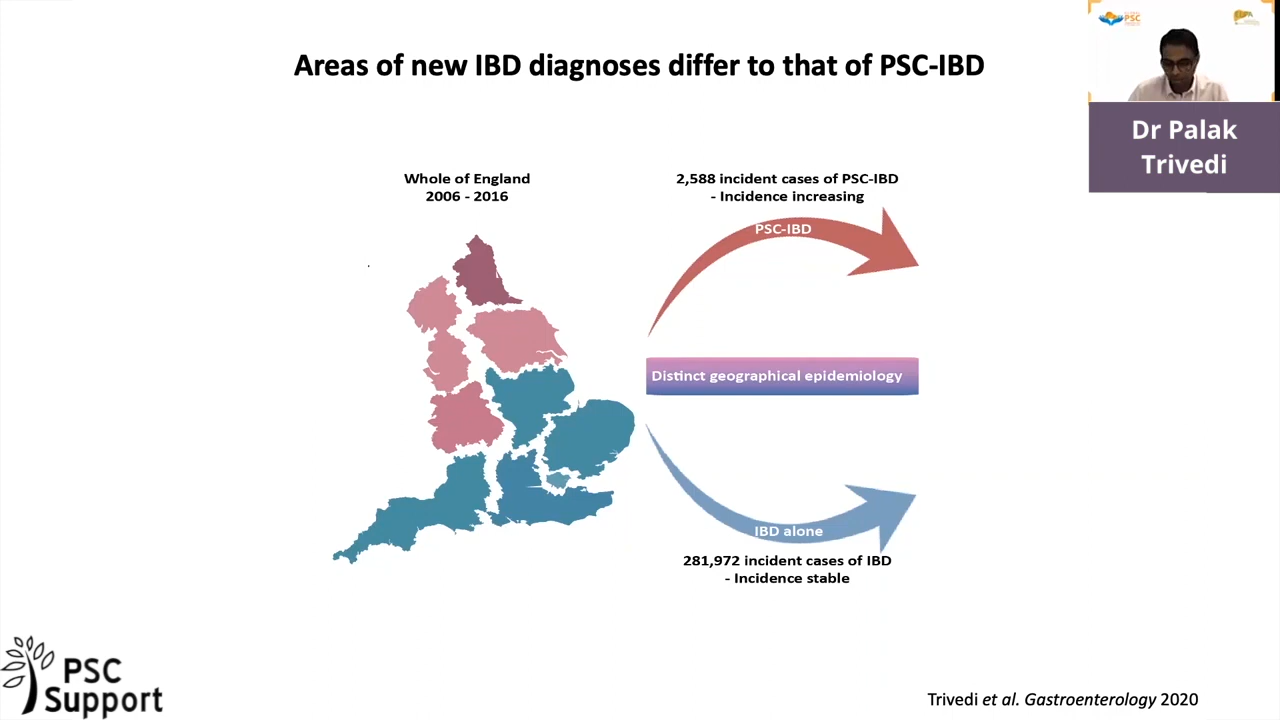 Areas of new IBD diagnoses differ to that of PSC-IBD
Dr Palak
Trivedi
PSC
Whole of England
2006 - 2016
2,588 incident cases of PSC-IBD
- Incidence increasing
PSC-IBD
Distinct geographical epidemiology
IBD alone
281,972 incident cases of IBD
- Incidence stable
PSC
Support
Trivedi et al. Gastroenterology 2020